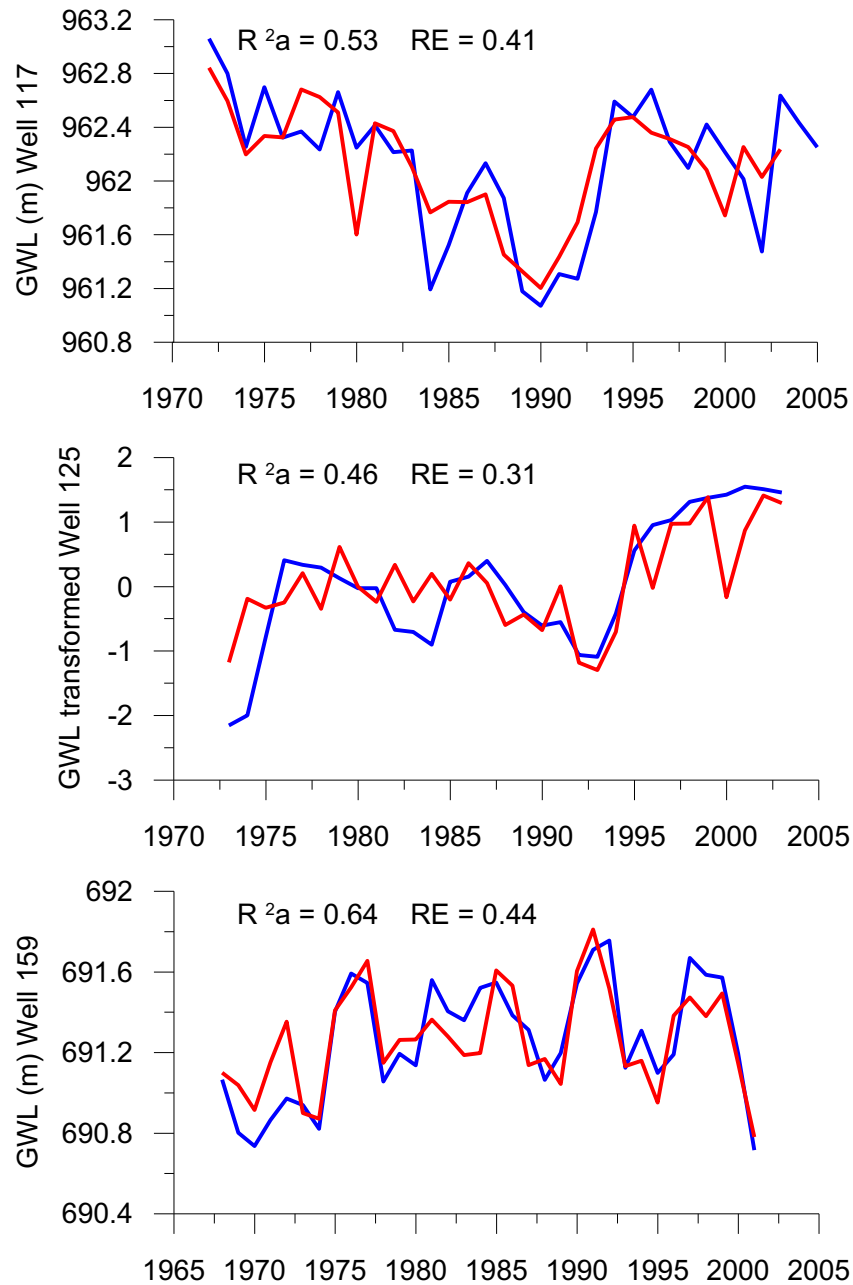 R ²a = 0.53 RE = 0.41
GWL (m) Well 117
963.2
962.8
962.4
962
961.6
961.2
960.8
1970 1975 1980 1985 1990 1995 2000 2005
R ²a = 0.46 RE = 0.31
GWL transformed Well 125
2
1
0
-1
-2
-3
1970 1975 1980 1985 1990 1995 2000 2005
R ²a = 0.64 RE = 0.44
GWL (m) Well 159
692
691.6
691.2
690.8
690.4
1965 1970 1975 1980 1985 1990 1995 2000 2005